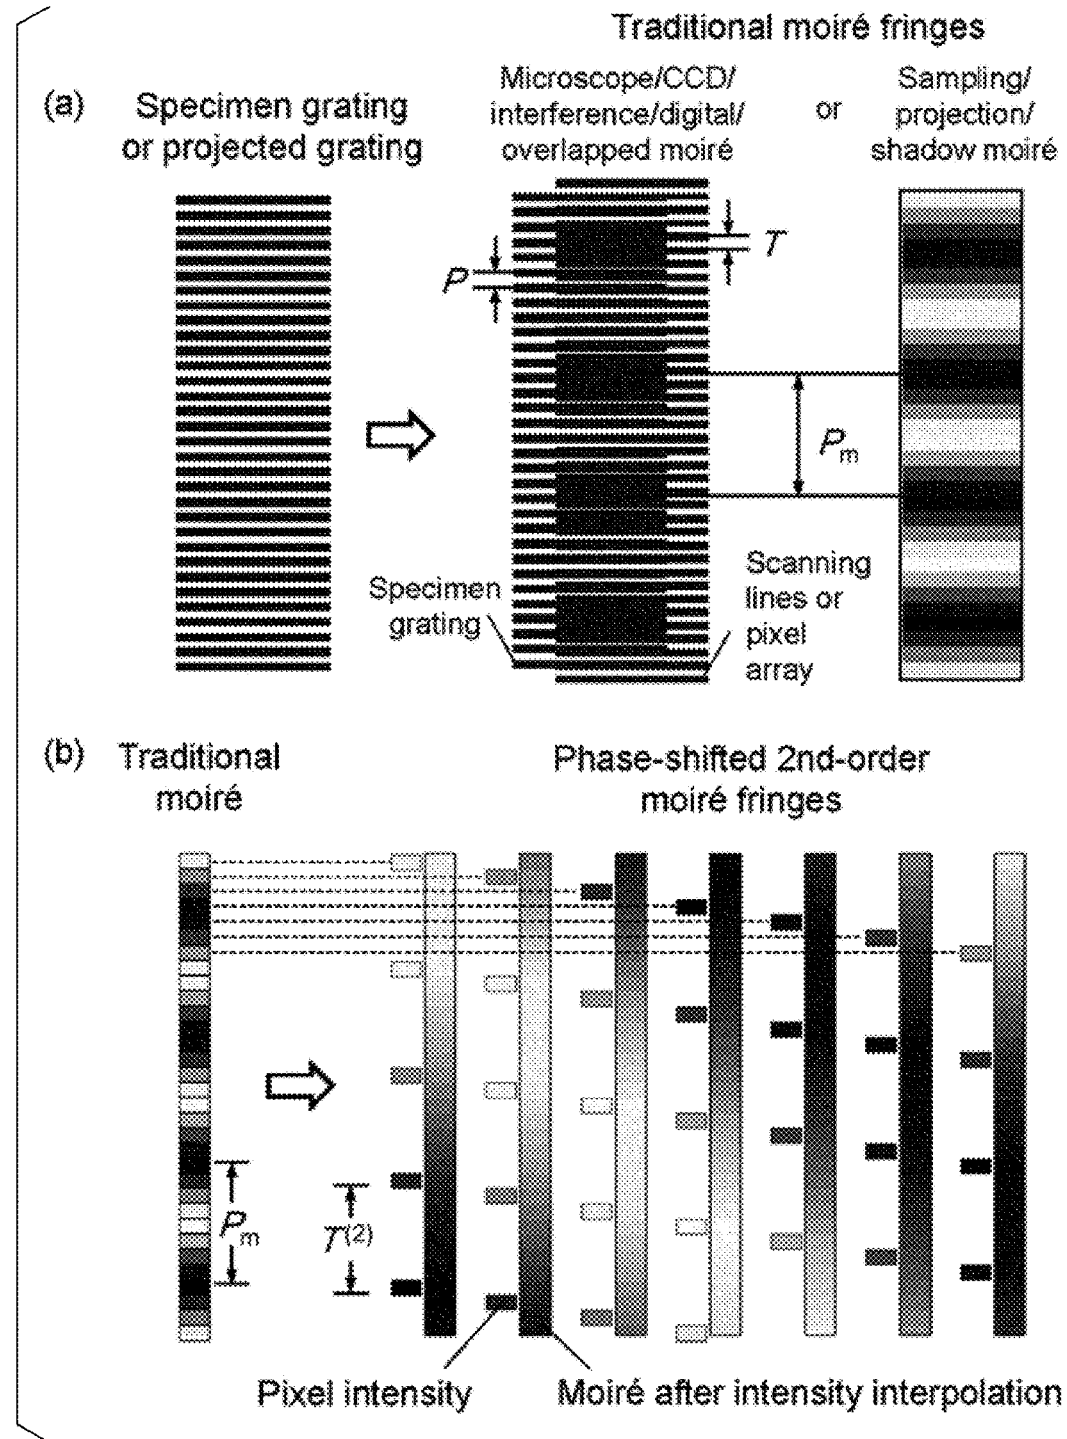 Traditional moiré fringes
(a)
Specimen grating
or projected grating
Microscope/CCD/
interference/digital/
overlapped moiré
or
Sampling/
projection/
shadow moiré
P
T
Pm
Specimen
grating
Scanning
lines or
pixel
array
(b)
Traditional
moiré
Phase-shifted 2nd-order
moiré fringes
Pm
T(2)
Pixel intensity
Moiré after intensity interpolation